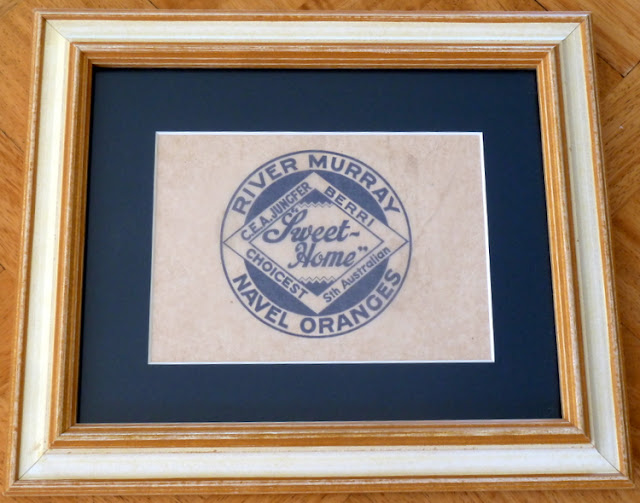 RIVER MURRAY
C.E.A. JUNGFER
BERRI
"Sweet-
Home"
CHOICEST
Sth Australian
NAVEL ORANGES